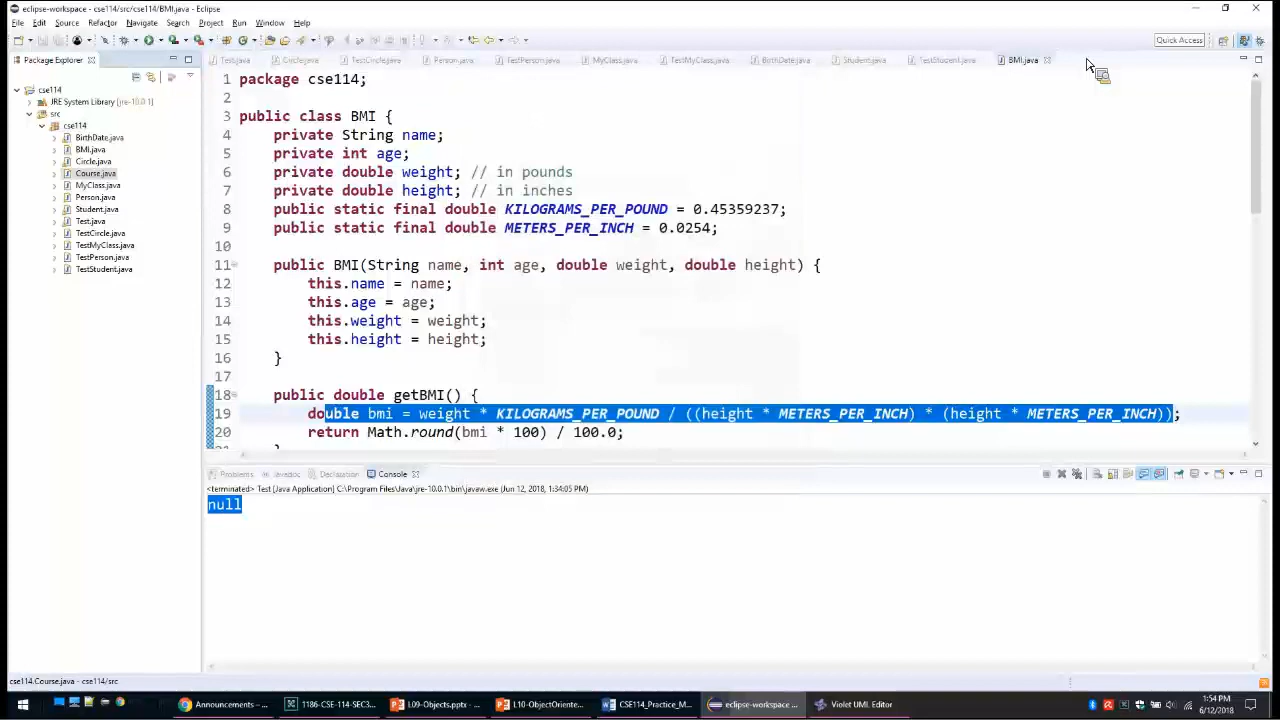 eclipse-workspace - cse114/src/cse114/BMI.java - Eclipse
File Edit Source Refactor Navigate Search Project Run Window Help
Quick Access
Package Explorer
Test.java Circle.java TestCircle.java Person.java TestPerson.java MyClass.java TestMyClass.java BirthDate.java Student.java TestStudent.java BMI.java
cse114
JRE System Library [jre-10.0.1]
src
cse114
BirthDate.java
BMI.java
Circle.java
Course.java
MyClass.java
Person.java
Student.java
Test.java
TestCircle.java
TestMyClass.java
TestPerson.java
TestStudent.java
1 package cse114;
2
3 public class BMI {
4 private String name;
5 private int age;
6 private double weight; // in pounds
7 private double height; // in inches
8 public static final double KILOGRAMS_PER_POUND = 0.45359237;
9 public static final double METERS_PER_INCH = 0.0254;
10
11 public BMI(String name, int age, double weight, double height) {
12 this.name = name;
13 this.age = age;
14 this.weight = weight;
15 this.height = height;
16 }
17
18 public double getBMI() {
19 double bmi = weight * KILOGRAMS_PER_POUND / ((height * METERS_PER_INCH) * (height * METERS_PER_INCH));
20 return Math.round(bmi * 100) / 100.0;
Problems Javadoc Declaration Console
<terminated> Test [Java Application] C:\Program Files\Java\jre-10.0.1\bin\javaw.exe (Jun 12, 2018, 1:34:05 PM)
null
cse114.Course.java - cse114/src
Announcements – ... 1186-CSE-114-SEC3... L09-Objects.pptx - ... L10-ObjectOriente... CSE114_Practice_M... eclipse-workspace ... Violet UML Editor
1:54 PM
6/12/2018